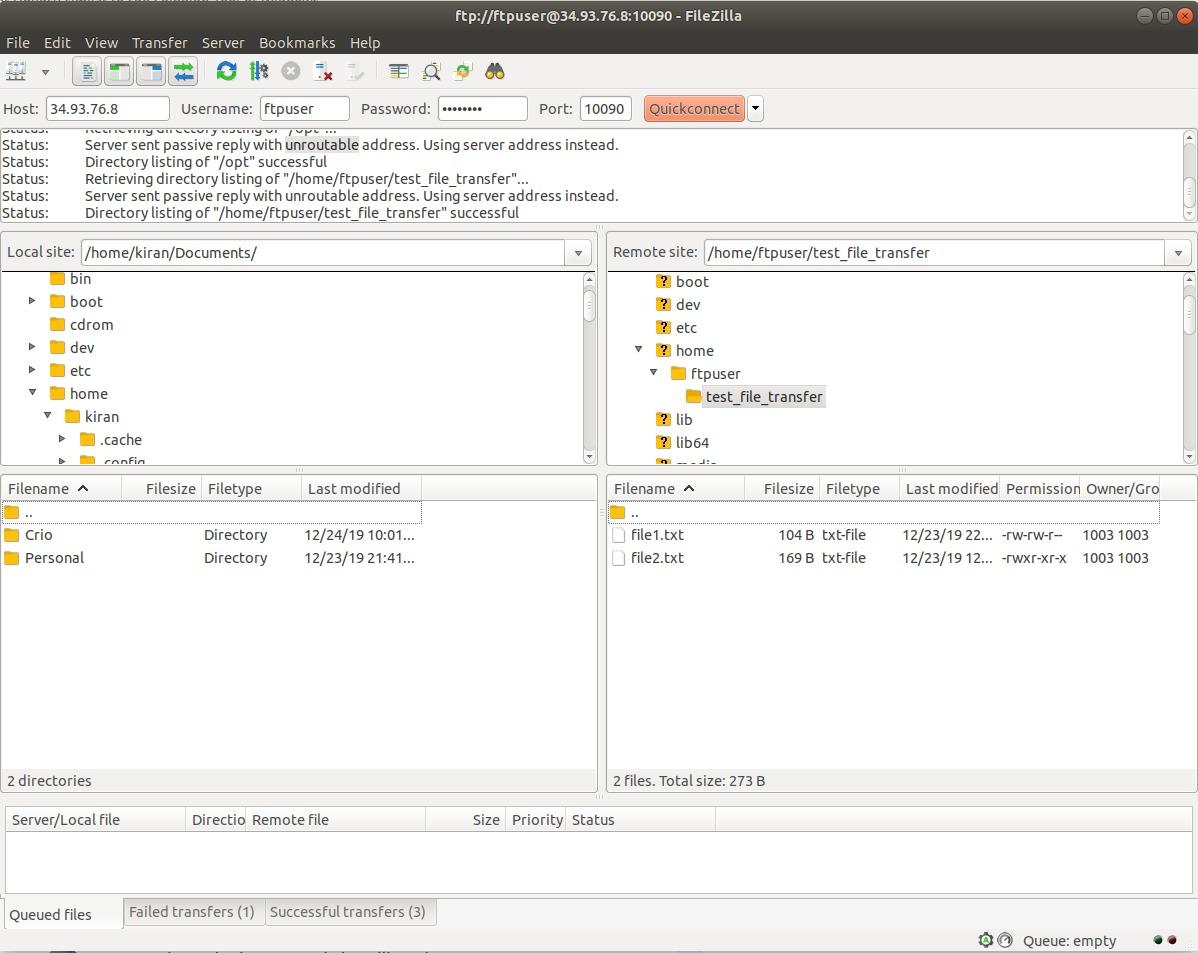 ftp://ftpuser@34.93.76.8:10090 - FileZilla
File Edit View Transfer Server Bookmarks Help
Host: 34.93.76.8 Username: ftpuser Password: •••••••• Port: 10090 Quickconnect
Status: Retrieving directory listing of "/opt"...
Status: Server sent passive reply with unroutable address. Using server address instead.
Status: Directory listing of "/opt" successful
Status: Retrieving directory listing of "/home/ftpuser/test_file_transfer"...
Status: Server sent passive reply with unroutable address. Using server address instead.
Status: Directory listing of "/home/ftpuser/test_file_transfer" successful
Local site: /home/kiran/Documents/
bin
boot
cdrom
dev
etc
home
kiran
.cache
.config
Filename Filesize Filetype Last modified
..
Crio Directory 12/24/19 10:01...
Personal Directory 12/23/19 21:41...
2 directories
Remote site: /home/ftpuser/test_file_transfer
boot
dev
etc
home
ftpuser
test_file_transfer
lib
lib64
media
Filename Filesize Filetype Last modified Permission Owner/Gro
..
file1.txt 104 B txt-file 12/23/19 22... -rw-rw-r-- 1003 1003
file2.txt 169 B txt-file 12/23/19 12... -rwxr-xr-x 1003 1003
2 files. Total size: 273 B
Server/Local file Directio Remote file Size Priority Status
Queued files Failed transfers (1) Successful transfers (3)
Queue: empty